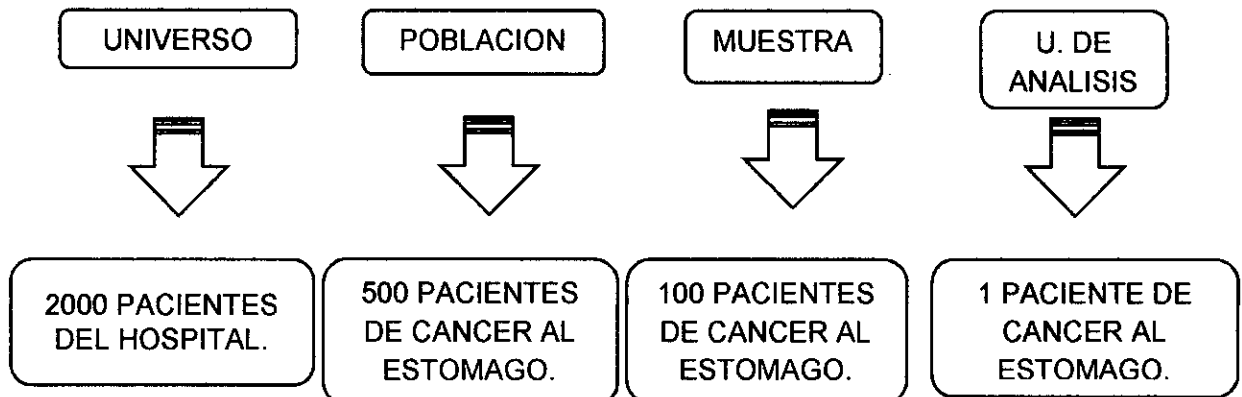 UNIVERSO
POBLACION
MUESTRA
U. DE
ANALISIS
2000 PACIENTES
DEL HOSPITAL.
500 PACIENTES
DE CANCER AL
ESTOMAGO.
100 PACIENTES
DE CANCER AL
ESTOMAGO.
1 PACIENTE DE
CANCER AL
ESTOMAGO.